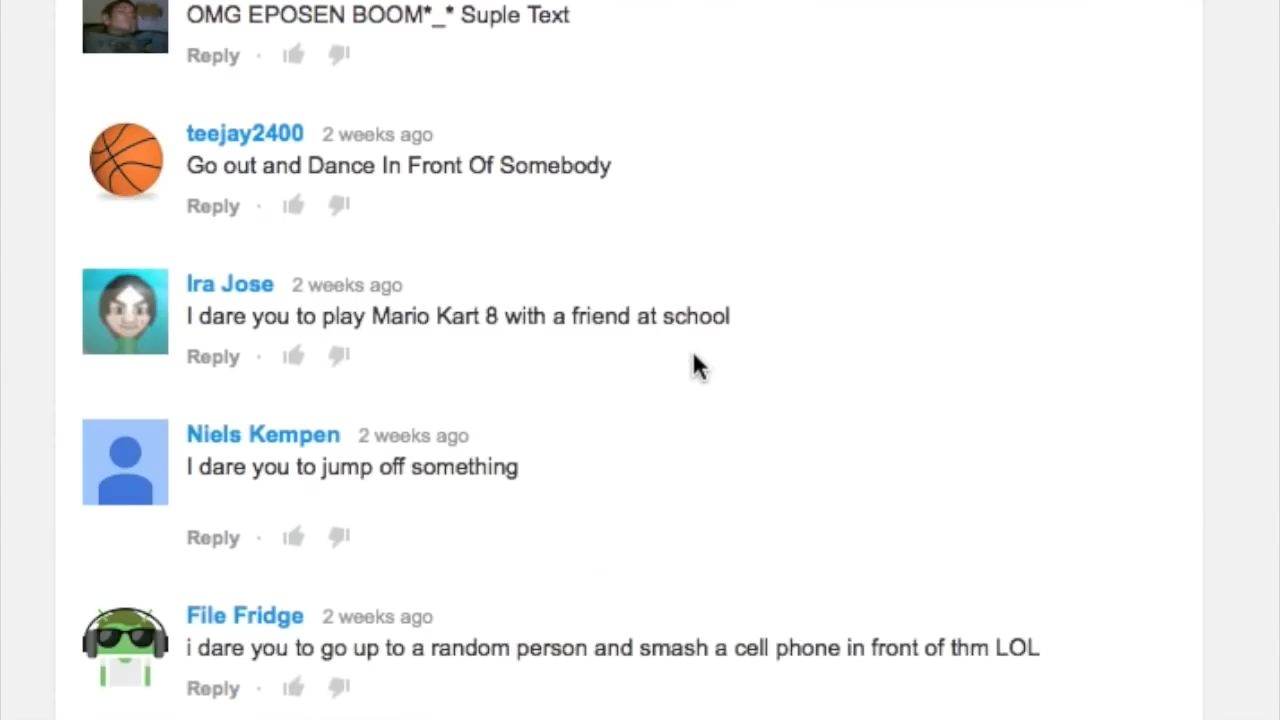 OMG EPOSEN BOOM*_* Suple Text
Reply ·
teejay2400 2 weeks ago
Go out and Dance In Front Of Somebody
Reply ·
Ira Jose 2 weeks ago
I dare you to play Mario Kart 8 with a friend at school
Reply ·
Niels Kempen 2 weeks ago
I dare you to jump off something
Reply ·
File Fridge 2 weeks ago
i dare you to go up to a random person and smash a cell phone in front of thm LOL
Reply ·